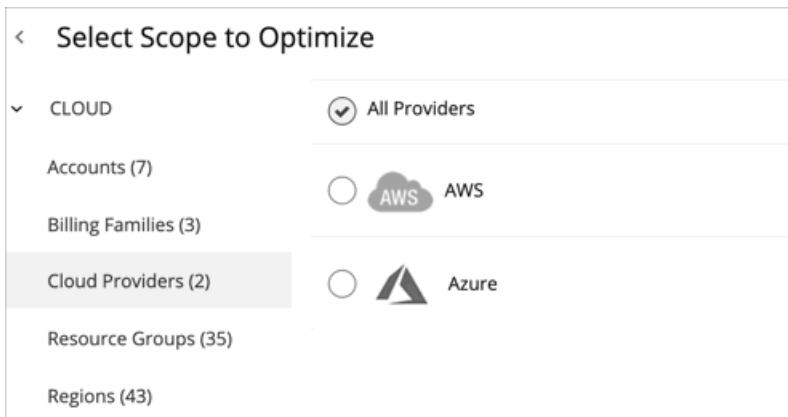 Select Scope to Optimize
CLOUD
Accounts (7)
Billing Families (3)
Cloud Providers (2)
Resource Groups (35)
Regions (43)
All Providers
AWS AWS
Azure